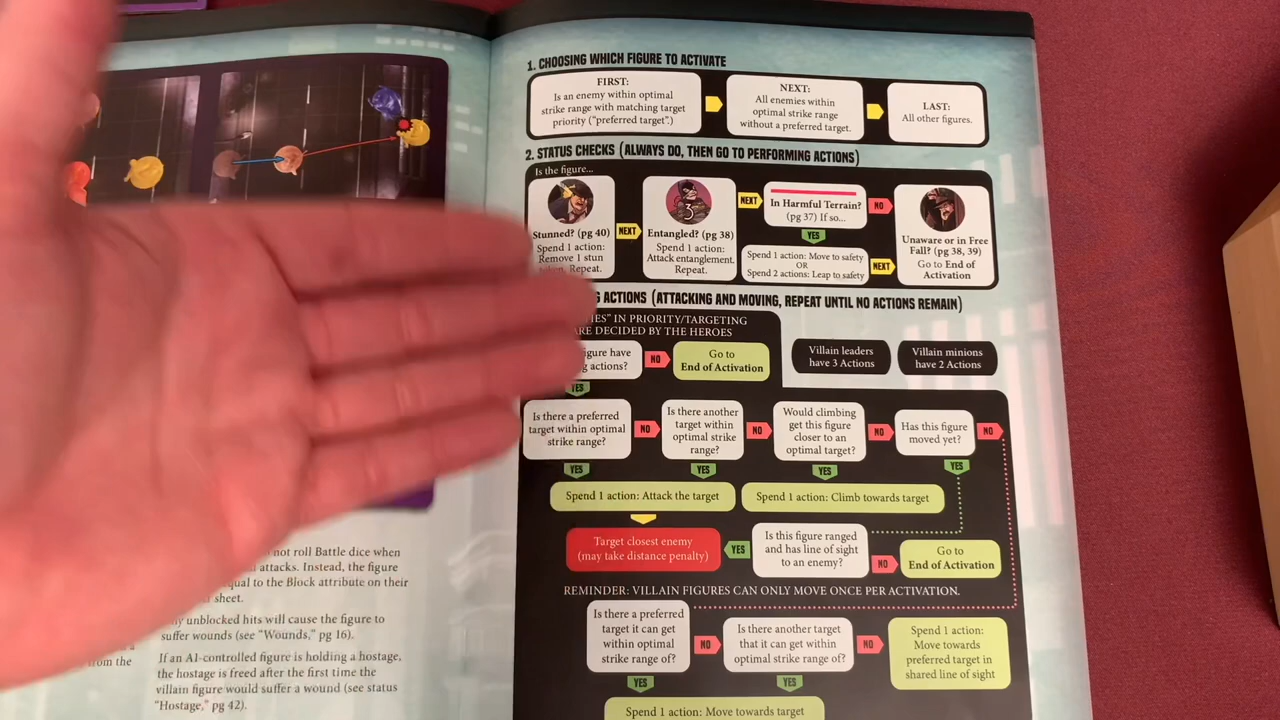 not roll Battle dice when
attacks. Instead, the figure
equal to the Block attribute on their
sheet.
unblocked hits will cause the figure to
suffer wounds (see “Wounds,” pg 16).
from the
If an AI-controlled figure is holding a hostage,
the hostage is freed after the first time the
villain figure would suffer a wound (see status
“Hostage,” pg 42).
1. CHOOSING WHICH FIGURE TO ACTIVATE
FIRST:
Is an enemy within optimal
strike range with matching target
priority (“preferred target”.)
NEXT:
All enemies within
optimal strike range
without a preferred target.
LAST:
All other figures.
2. STATUS CHECKS (ALWAYS DO, THEN GO TO PERFORMING ACTIONS)
Is the figure...
Stunned? (pg 40)
Spend 1 action:
Remove 1 stun
Repeat.
NEXT
3
Entangled? (pg 38)
Spend 1 action:
Attack entanglement.
Repeat.
NEXT
In Harmful Terrain?
(pg 37) If so...
NO
YES
Spend 1 action: Move to safety
OR
Spend 2 actions: Leap to safety
NEXT
Unaware or in Free
Fall? (pg 38, 39)
Go to End of
Activation
ACTIONS (ATTACKING AND MOVING, REPEAT UNTIL NO ACTIONS REMAIN)
IN PRIORITY/TARGETING
ARE DECIDED BY THE HEROES
figure have
actions?
NO
Go to
End of Activation
Villain leaders
have 3 Actions
Villain minions
have 2 Actions
YES
Is there a preferred
target within optimal
strike range?
NO
Is there another
target within
optimal strike
range?
NO
Would climbing
get this figure
closer to an
optimal target?
NO
Has this figure
moved yet?
NO
YES
YES
YES
YES
Spend 1 action: Attack the target
Spend 1 action: Climb towards target
Target closest enemy
(may take distance penalty)
YES
Is this figure ranged
and has line of sight
to an enemy?
NO
Go to
End of Activation
REMINDER: VILLAIN FIGURES CAN ONLY MOVE ONCE PER ACTIVATION.
Is there a preferred
target it can get
within optimal
strike range of?
NO
Is there another target
that it can get within
optimal strike range of?
NO
Spend 1 action:
Move towards
preferred target in
shared line of sight
YES
YES
Spend 1 action: Move towards target